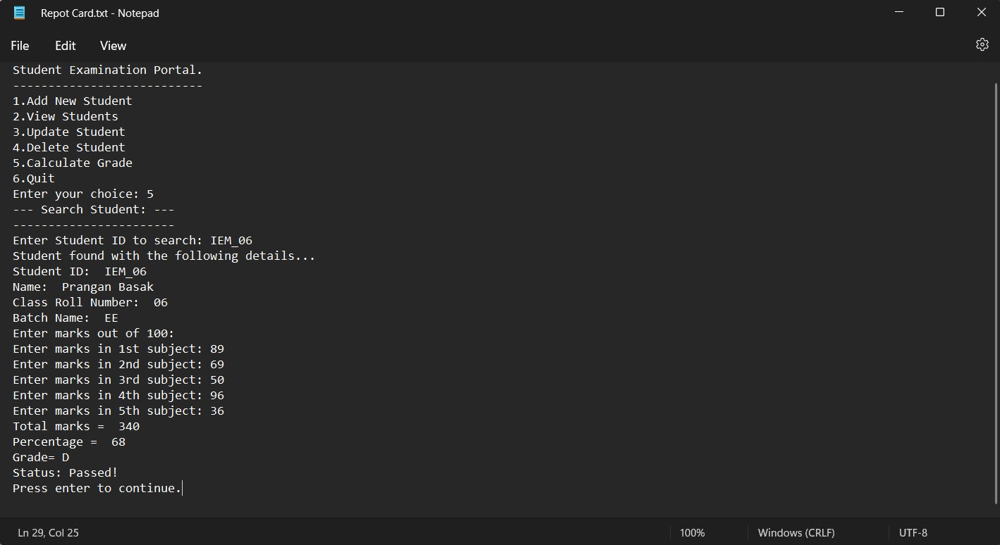 Repot Card.txt - Notepad
File Edit View
Student Examination Portal.
---------------------------
1.Add New Student
2.View Students
3.Update Student
4.Delete Student
5.Calculate Grade
6.Quit
Enter your choice: 5
--- Search Student: ---
-----------------------
Enter Student ID to search: IEM_06
Student found with the following details...
Student ID:  IEM_06
Name:  Prangan Basak
Class Roll Number:  06
Batch Name:  EE
Enter marks out of 100:
Enter marks in 1st subject: 89
Enter marks in 2nd subject: 69
Enter marks in 3rd subject: 50
Enter marks in 4th subject: 96
Enter marks in 5th subject: 36
Total marks =  340
Percentage =  68
Grade= D
Status: Passed!
Press enter to continue.
Ln 29, Col 25 100% Windows (CRLF) UTF-8